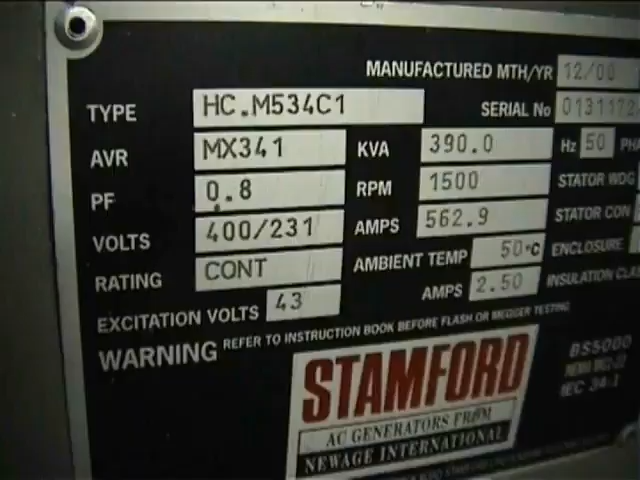 MANUFACTURED MTH/YR 12/00
TYPE HC.M534C1 SERIAL No 0131172
AVR MX341 KVA 390.0 Hz 50
PF 0.8 RPM 1500 STATOR WDG
VOLTS 400/231 AMPS 562.9 STATOR CON
RATING CONT AMBIENT TEMP 50°C ENCLOSURE
EXCITATION VOLTS 43 AMPS 2.50 INSULATION
WARNING REFER TO INSTRUCTION BOOK BEFORE FLASH OR MEGGER TESTING
STAMFORD
AC GENERATORS FROM
NEWAGE INTERNATIONAL
BS5000
IEC 34-1